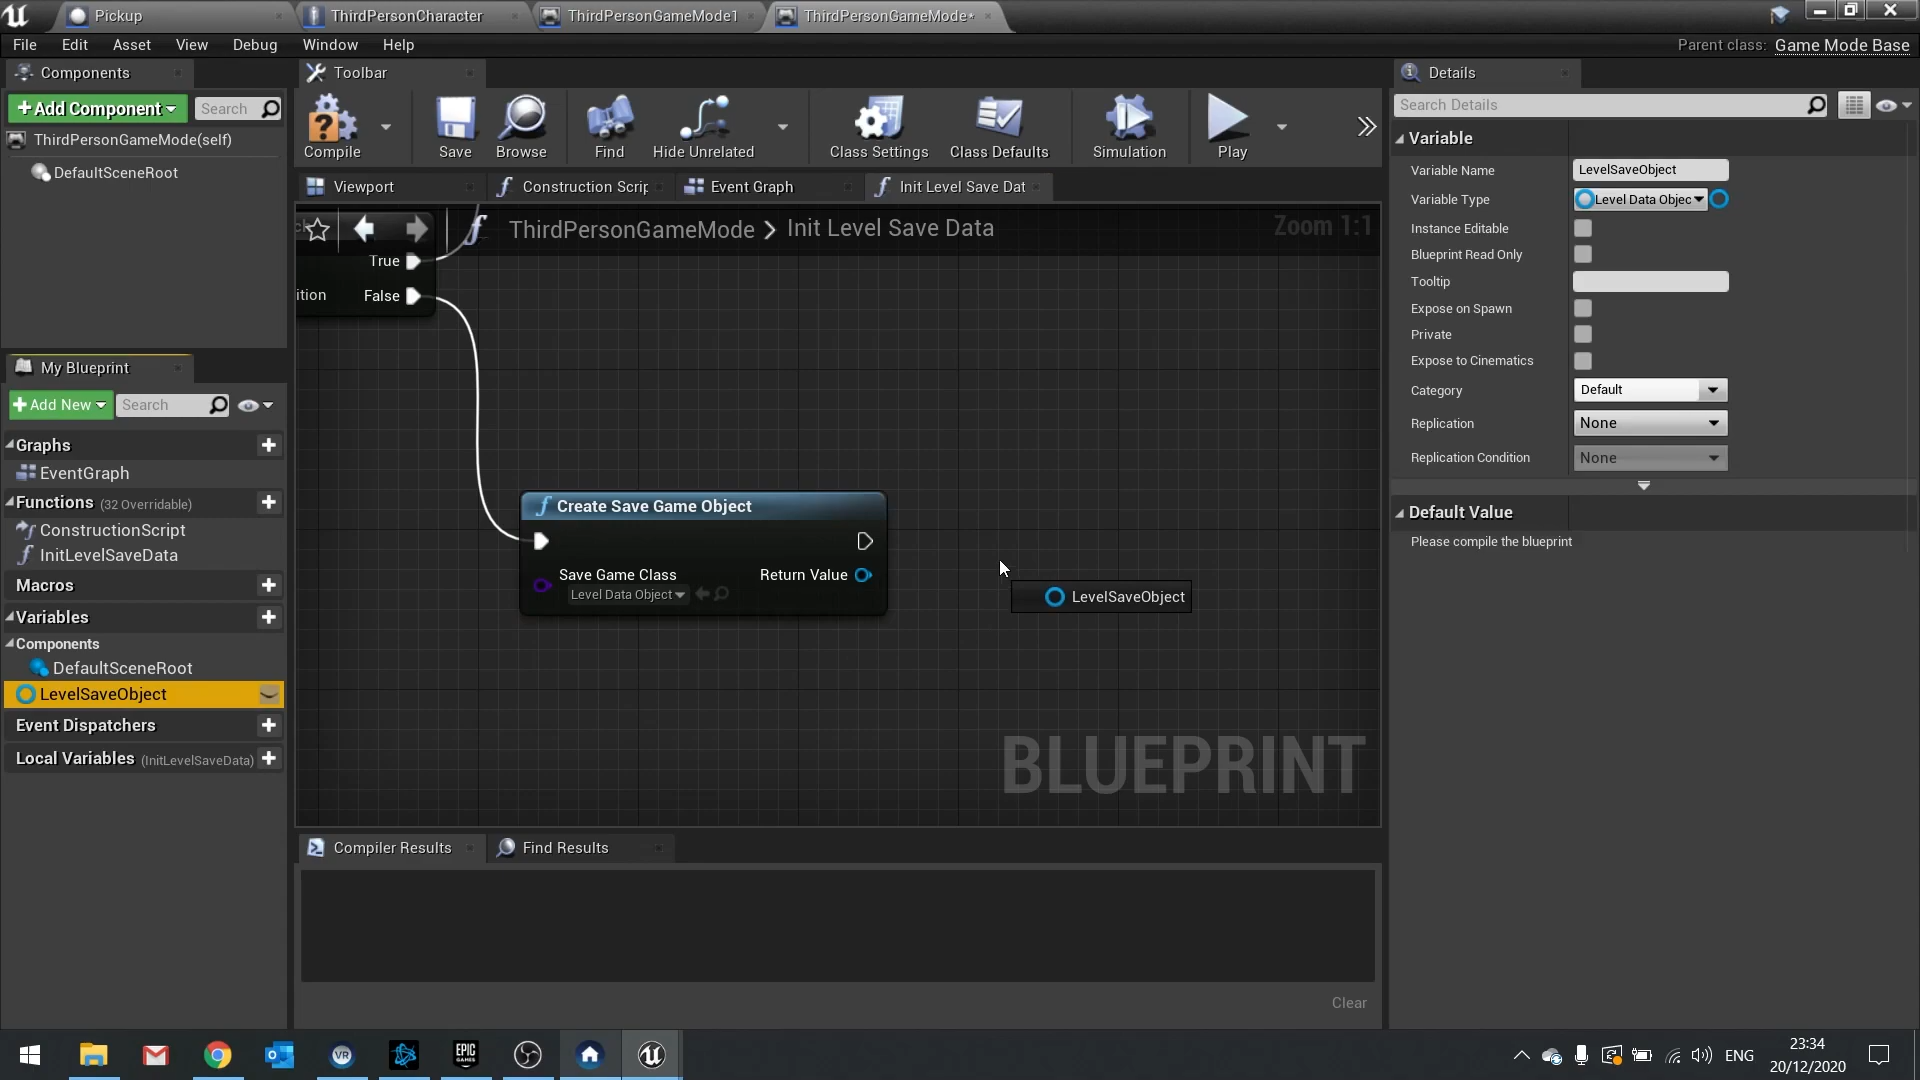 Pickup
ThirdPersonCharacter
ThirdPersonGameMode1
ThirdPersonGameMode*
File Edit Asset View Debug Window Help
Parent class: Game Mode Base
Components
Add Component
Search
ThirdPersonGameMode(self)
DefaultSceneRoot
Toolbar
Compile
Save
Browse
Find
Hide Unrelated
Class Settings
Class Defaults
Simulation
Play
Viewport
Construction Scrip
Event Graph
Init Level Save Dat
ThirdPersonGameMode > Init Level Save Data
Zoom 1:1
True
ition False
Create Save Game Object
Save Game Class
Level Data Object
Return Value
LevelSaveObject
BLUEPRINT
My Blueprint
Add New
Search
Graphs
EventGraph
Functions (32 Overridable)
ConstructionScript
InitLevelSaveData
Macros
Variables
Components
DefaultSceneRoot
LevelSaveObject
Event Dispatchers
Local Variables (InitLevelSaveData)
Compiler Results
Find Results
Clear
Details
Search Details
Variable
Variable Name LevelSaveObject
Variable Type Level Data Objec
Instance Editable
Blueprint Read Only
Tooltip
Expose on Spawn
Private
Expose to Cinematics
Category Default
Replication None
Replication Condition None
Default Value
Please compile the blueprint
VR
EPIC GAMES
ENG
23:34
20/12/2020